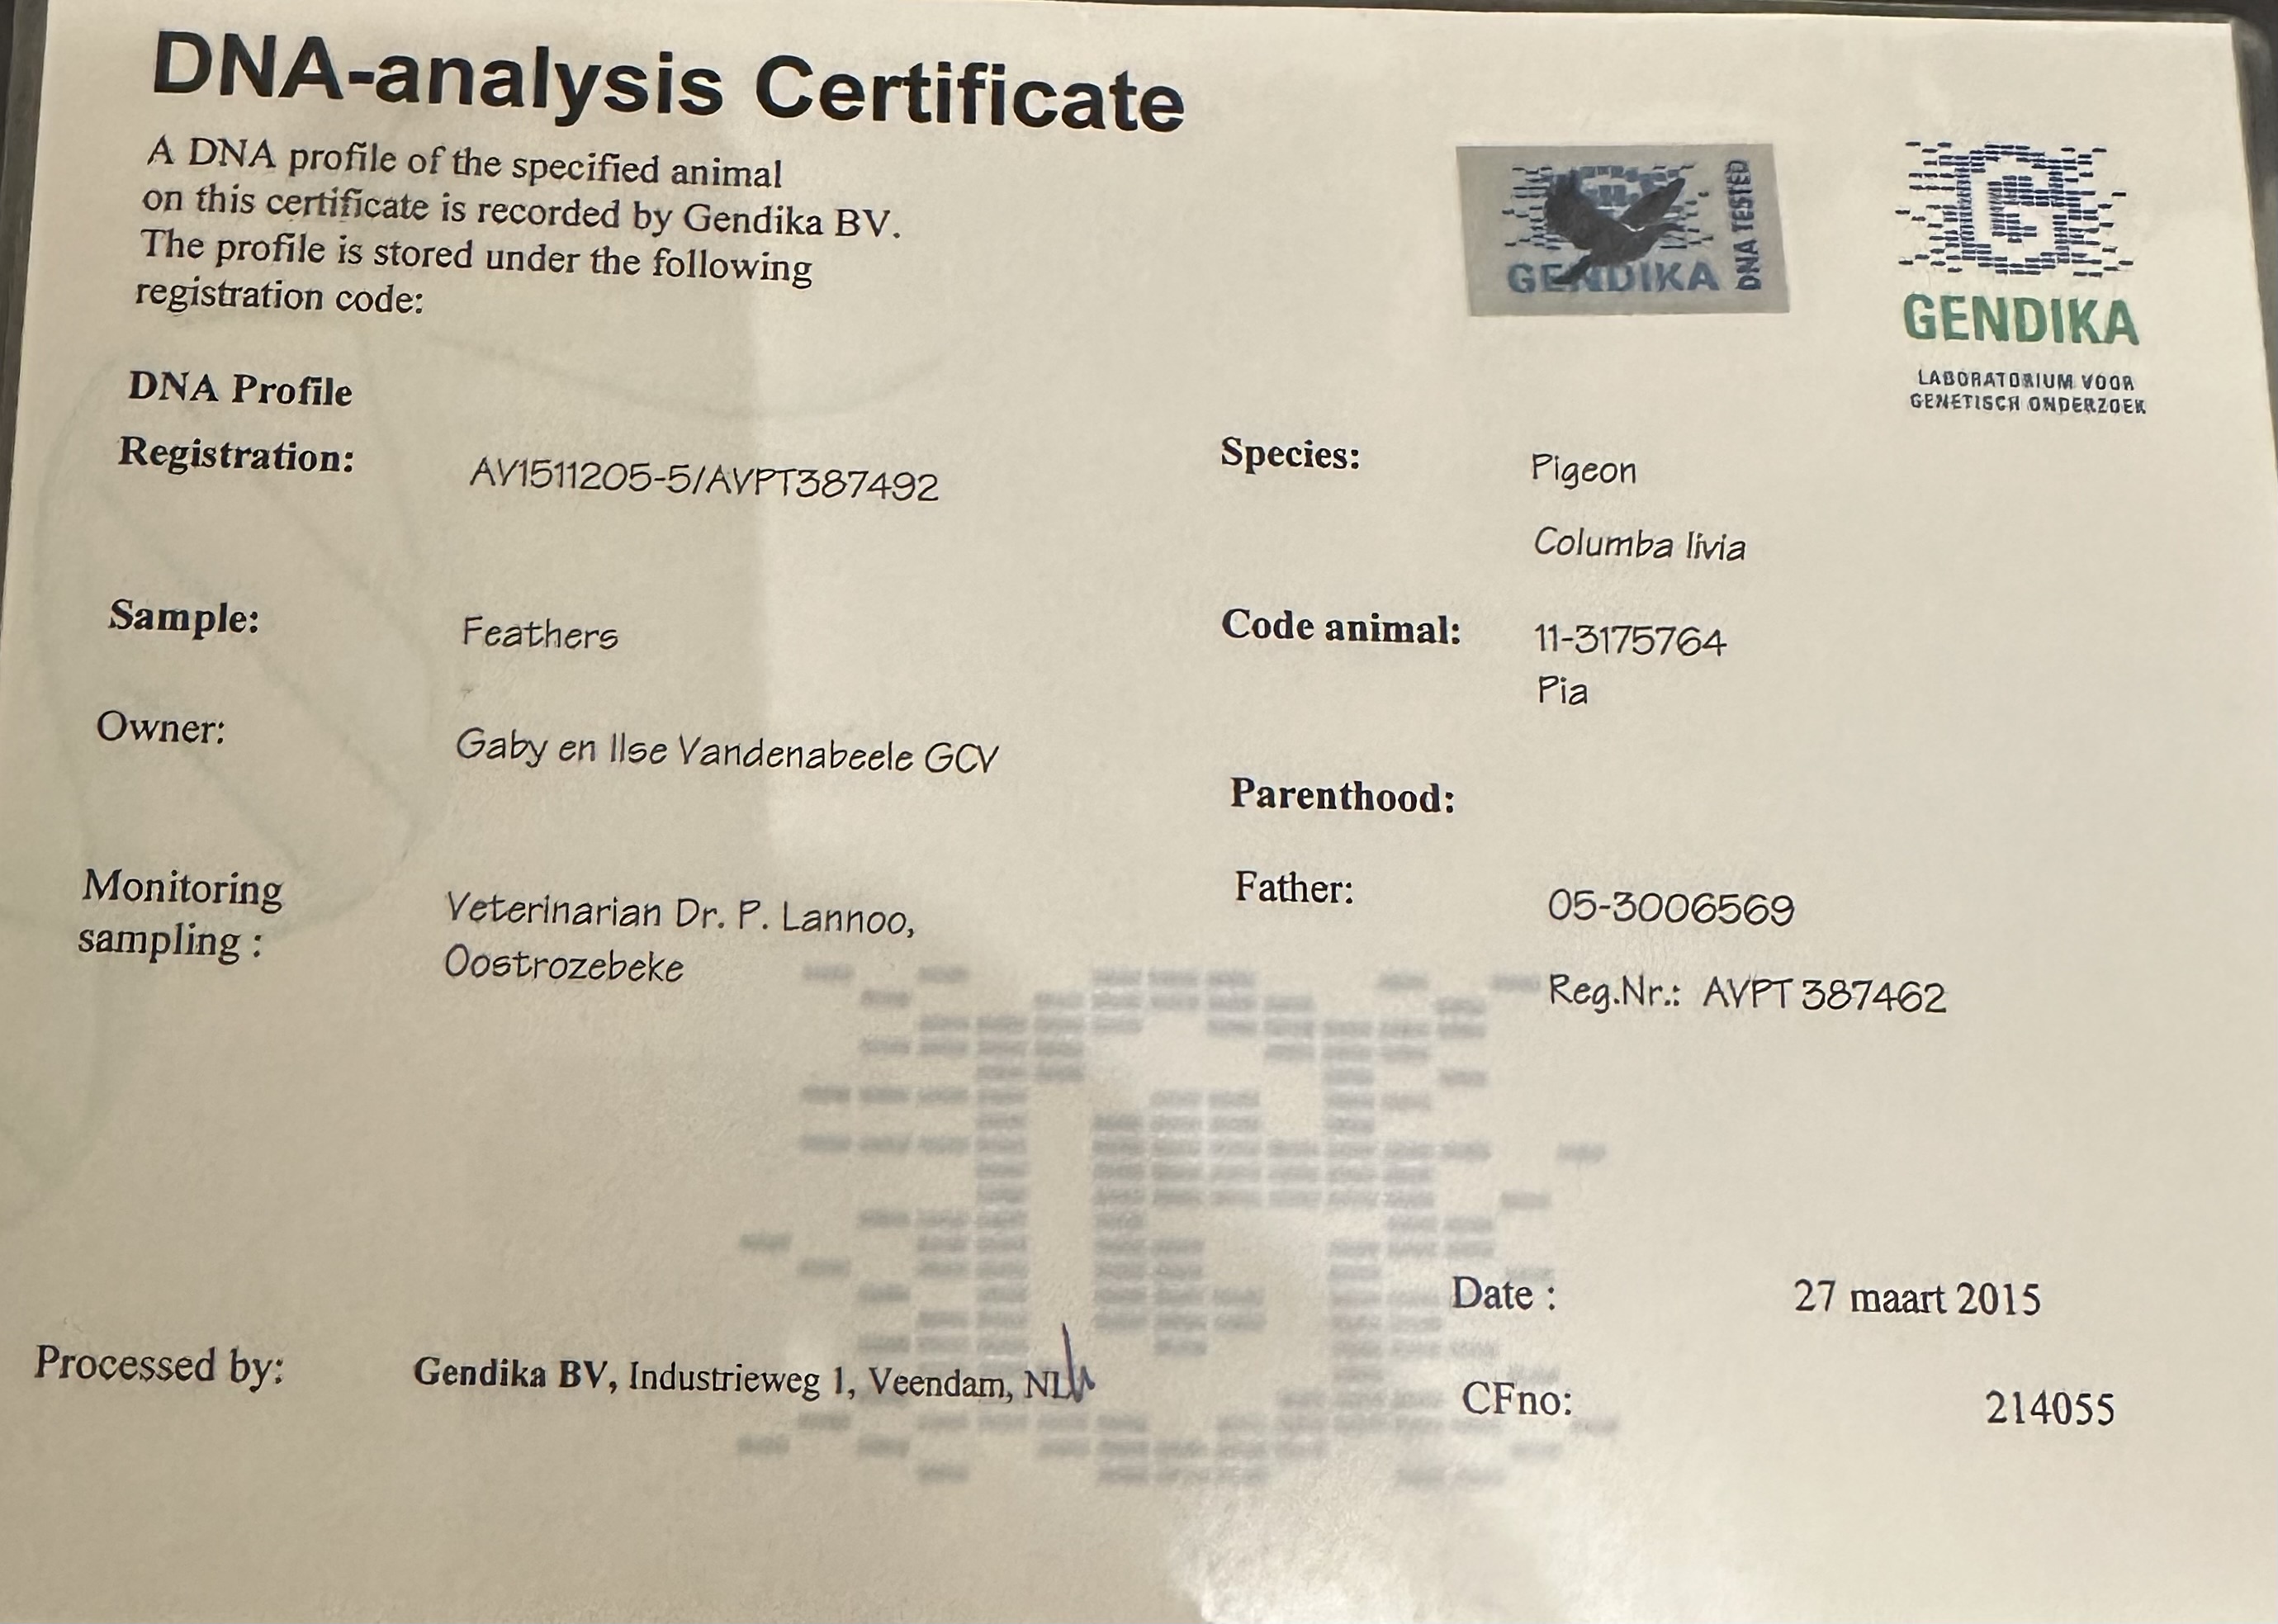 DNA-analysis Certificate
A DNA profile of the specified animal
on this certificate is recorded by Gendika BV.
The profile is stored under the following
registration code:
GENDIKA
DNA TESTED
GENDIKA
LABORATORIUM VOOR
GENETISCH ONDERZOEK
DNA Profile
Registration: AV1511205-5/AVPT387492
Sample: Feathers
Owner: Gaby en Ilse Vandenabeele GCV
Monitoring
sampling : Veterinarian Dr. P. Lannoo,
Oostrozebeke
Species: Pigeon
Columba livia
Code animal: 11-3175764
Pia
Parenthood:
Father: 05-3006569
Reg.Nr.: AVPT 387462
Date : 27 maart 2015
Processed by: Gendika BV, Industrieweg 1, Veendam, NL
CFno: 214055